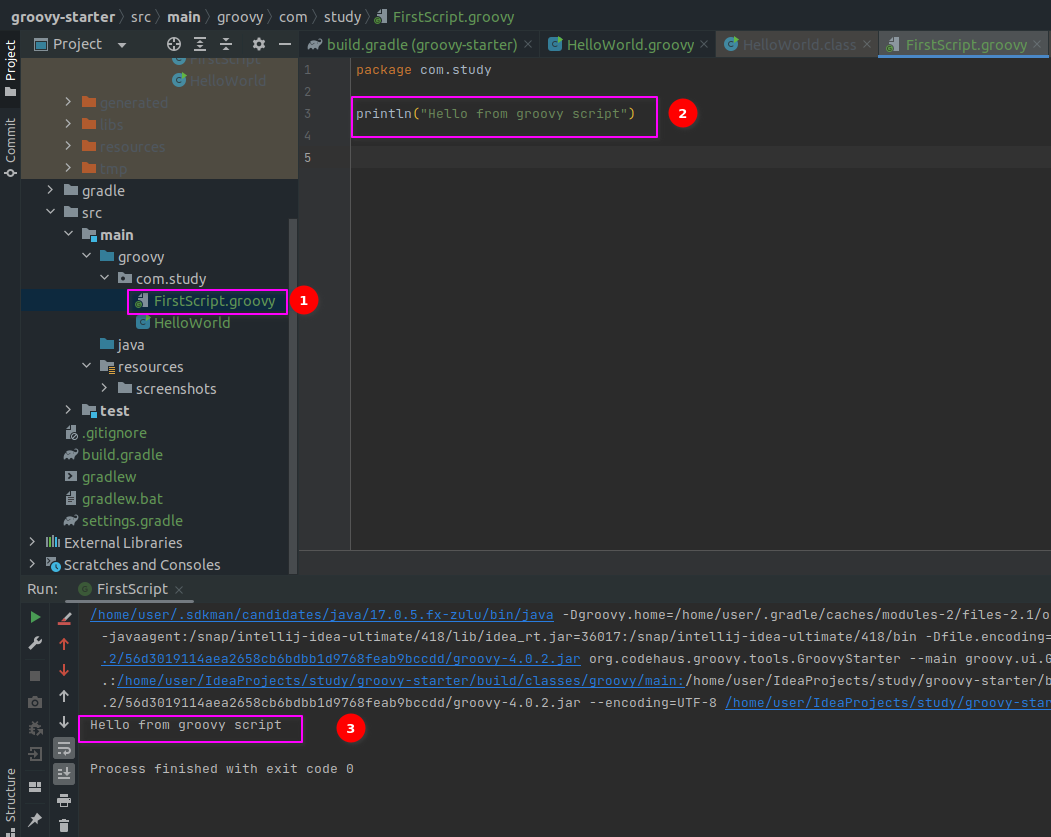 groovy-starter › src › main › groovy › com › study › FirstScript.groovy
Project
Commit
Structure
Project
build.gradle (groovy-starter) ×
HelloWorld.groovy ×
HelloWorld.class ×
FirstScript.groovy ×
FirstScript
HelloWorld
generated
libs
resources
tmp
gradle
src
main
groovy
com.study
FirstScript.groovy
1
HelloWorld
java
resources
screenshots
test
.gitignore
build.gradle
gradlew
gradlew.bat
settings.gradle
External Libraries
Scratches and Consoles
1 package com.study
2
3 println("Hello from groovy script")
2
4
5
Run: FirstScript ×
/home/user/.sdkman/candidates/java/17.0.5.fx-zulu/bin/java -Dgroovy.home=/home/user/.gradle/caches/modules-2/files-2.1/o
-javaagent:/snap/intellij-idea-ultimate/418/lib/idea_rt.jar=36017:/snap/intellij-idea-ultimate/418/bin -Dfile.encoding=
.2/56d3019114aea2658cb6bdbb1d9768feab9bccdd/groovy-4.0.2.jar org.codehaus.groovy.tools.GroovyStarter --main groovy.ui.G
.:/home/user/IdeaProjects/study/groovy-starter/build/classes/groovy/main:/home/user/IdeaProjects/study/groovy-starter/b
.2/56d3019114aea2658cb6bdbb1d9768feab9bccdd/groovy-4.0.2.jar --encoding=UTF-8 /home/user/IdeaProjects/study/groovy-star
Hello from groovy script
3
Process finished with exit code 0